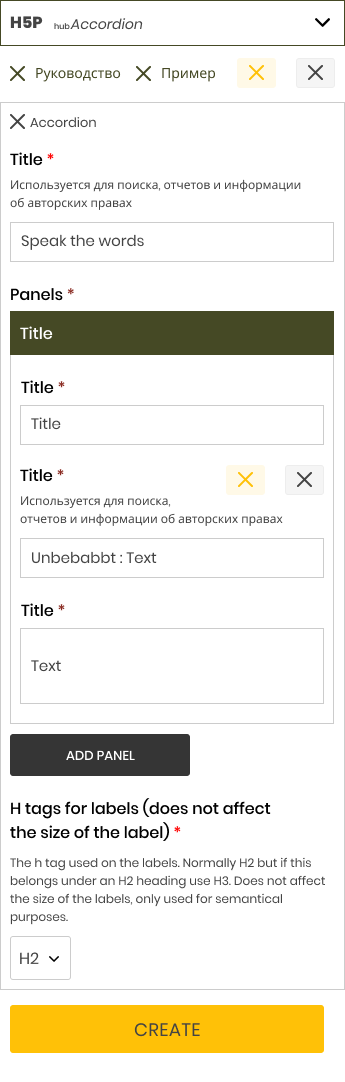 H5P hub Accordion
Руководство Пример
Accordion
Title *
Используется для поиска, отчетов и информации
об авторских правах
Speak the words
Panels *
Title
Title *
Title
Title *
Используется для поиска,
отчетов и информации об авторских правах
Unbebabbt : Text
Title *
Text
ADD PANEL
H tags for labels (does not affect
the size of the label) *
The h tag used on the labels. Normally H2 but if this
belongs under an H2 heading use H3. Does not affect
the size of the labels, only used for semantical
purposes.
H2
CREATE